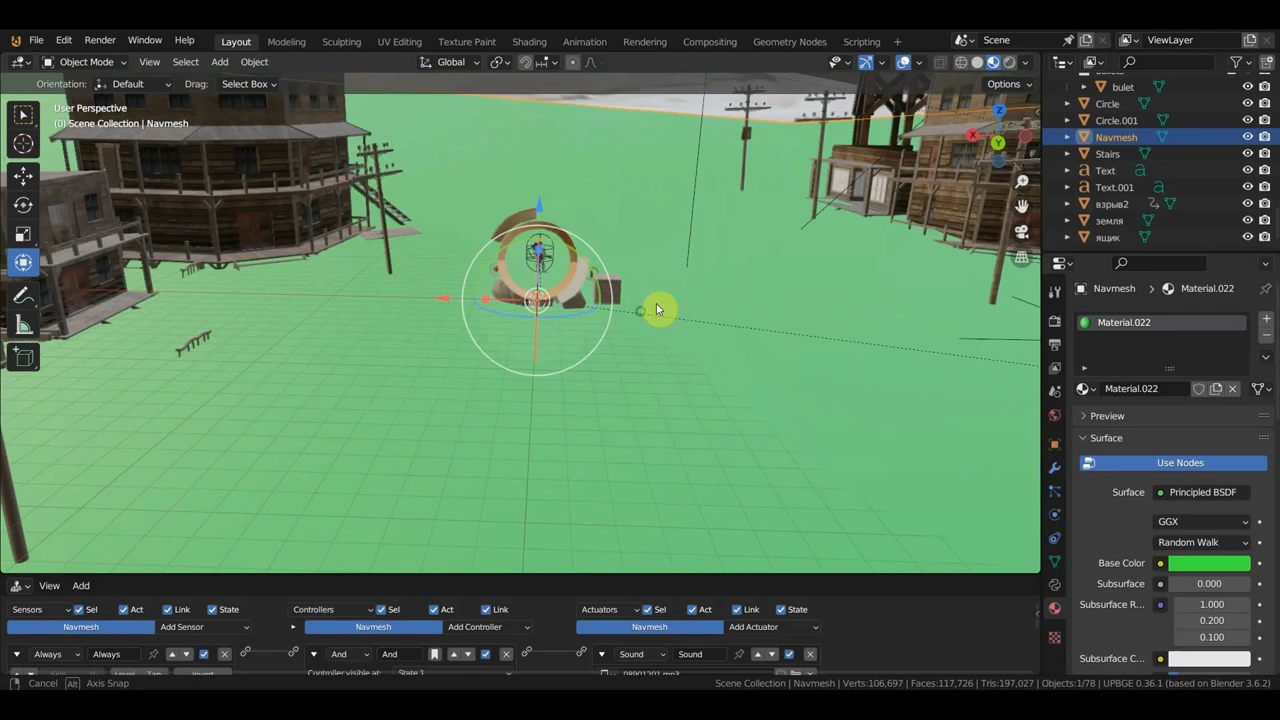 File Edit Render Window Help Layout Modeling Sculpting UV Editing Texture Paint Shading Animation Rendering Compositing Geometry Nodes Scripting + Scene ViewLayer
Object Mode View Select Add Object Global
Orientation: Default Drag: Select Box Options
User Perspective
(0) Scene Collection | Navmesh
bulet
Circle
Circle.001
Navmesh
Stairs
Text
Text.001
взрыв2
земля
ящик
X
Y
Z
Navmesh Material.022
Material.022
Material.022
Preview
Surface
Use Nodes
Surface Principled BSDF
GGX
Random Walk
Base Color
Subsurface 0.000
Subsurface R... 1.000
0.200
0.100
Subsurface C...
View Add
Sensors Sel Act Link State Controllers Sel Act Link Actuators Sel Act Link State
Navmesh Add Sensor Navmesh Add Controller Navmesh Add Actuator
Always Always And And Sound Sound
Cancel Alt Axis Snap Scene Collection | Navmesh | Verts:106,697 | Faces:117,726 | Tris:197,027 | Objects:1/78 | UPBGE 0.36.1 (based on Blender 3.6.2)